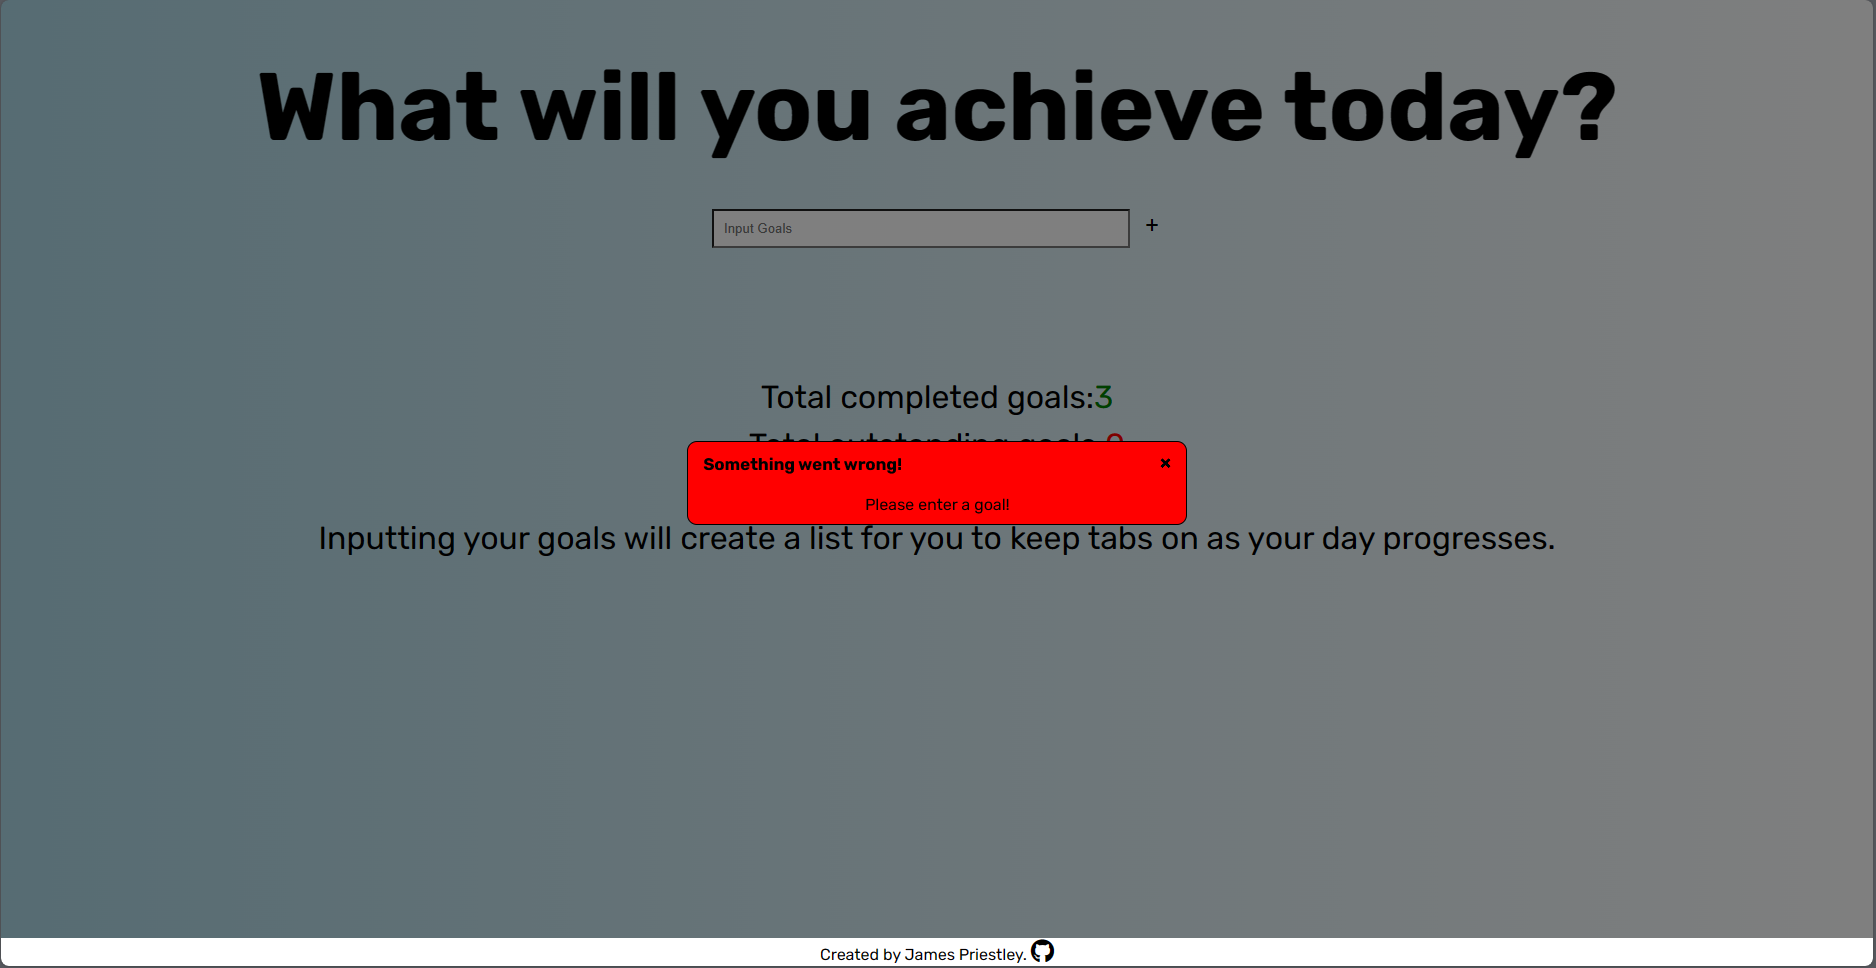 What will you achieve today?
Input Goals
+
Total completed goals:3
Total outstanding goals:0
Something went wrong!
×
Please enter a goal!
Inputting your goals will create a list for you to keep tabs on as your day progresses.
Created by James Priestley.